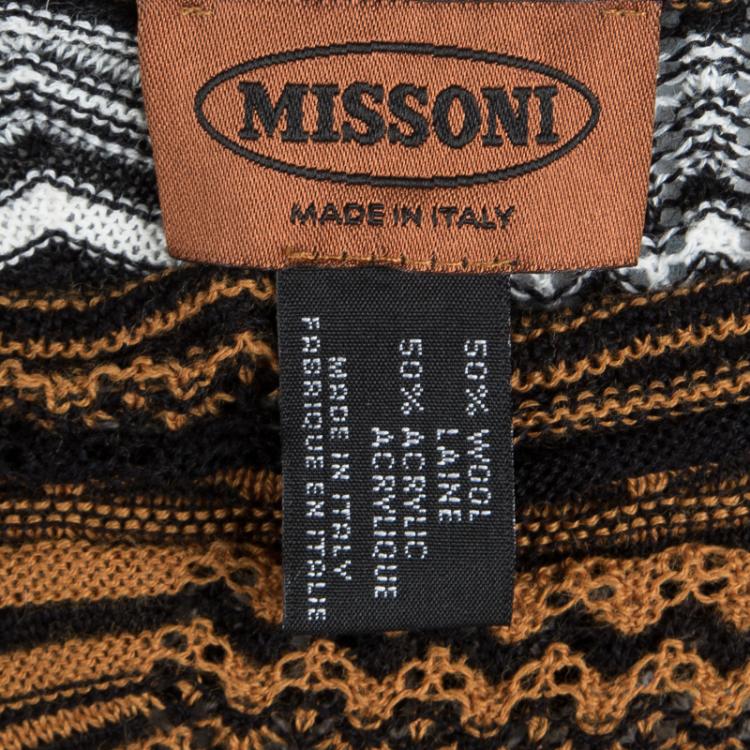 MISSONI
MADE IN ITALY
50% WOOL
LAINE
50% ACRYLIC
ACRYLIQUE
MADE IN ITALY
FABRIQUE EN ITALIE